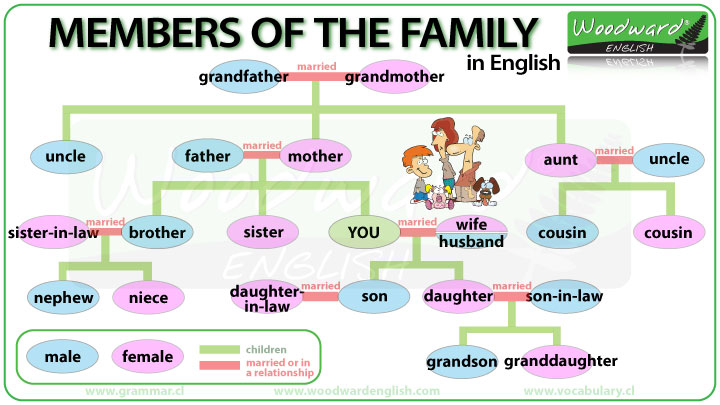 MEMBERS OF THE FAMILY
in English
Woodward®
ENGLISH
married
grandfather
grandmother
uncle
father
married
mother
aunt
married
uncle
sister-in-law
married
brother
sister
YOU
married
wife
husband
cousin
cousin
nephew
niece
daughter-
in-law
married
son
daughter
married
son-in-law
grandson
granddaughter
male
female
children
married or in
a relationship
Woodward
ENGLISH
www.grammar.cl
www.woodwardenglish.com
www.vocabulary.cl